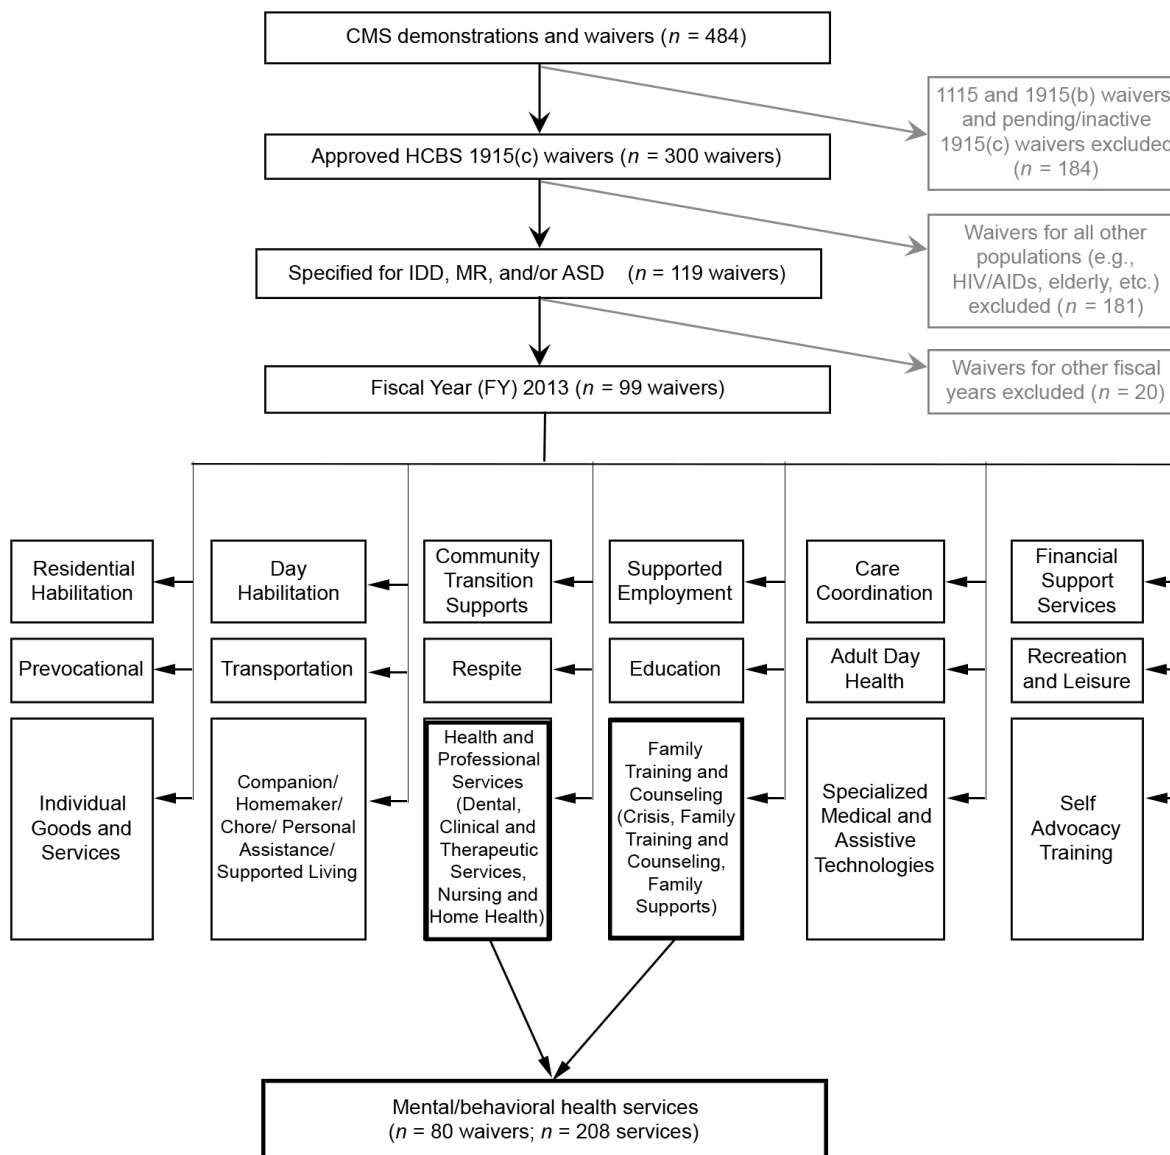 CMS demonstrations and waivers (n = 484)
1115 and 1915(b) waivers
and pending/inactive
1915(c) waivers excluded
(n = 184)
Approved HCBS 1915(c) waivers (n = 300 waivers)
Waivers for all other
populations (e.g.,
HIV/AIDs, elderly, etc.)
excluded (n = 181)
Specified for IDD, MR, and/or ASD (n = 119 waivers)
Waivers for other fiscal
years excluded (n = 20)
Fiscal Year (FY) 2013 (n = 99 waivers)
Residential
Habilitation
Day
Habilitation
Community
Transition
Supports
Supported
Employment
Care
Coordination
Financial
Support
Services
Prevocational
Transportation
Respite
Education
Adult Day
Health
Recreation
and Leisure
Individual
Goods and
Services
Companion/
Homemaker/
Chore/ Personal
Assistance/
Supported Living
Health and
Professional
Services
(Dental,
Clinical and
Therapeutic
Services,
Nursing and
Home Health)
Family
Training and
Counseling
(Crisis, Family
Training and
Counseling,
Family
Supports)
Specialized
Medical and
Assistive
Technologies
Self
Advocacy
Training
Mental/behavioral health services
(n = 80 waivers; n = 208 services)